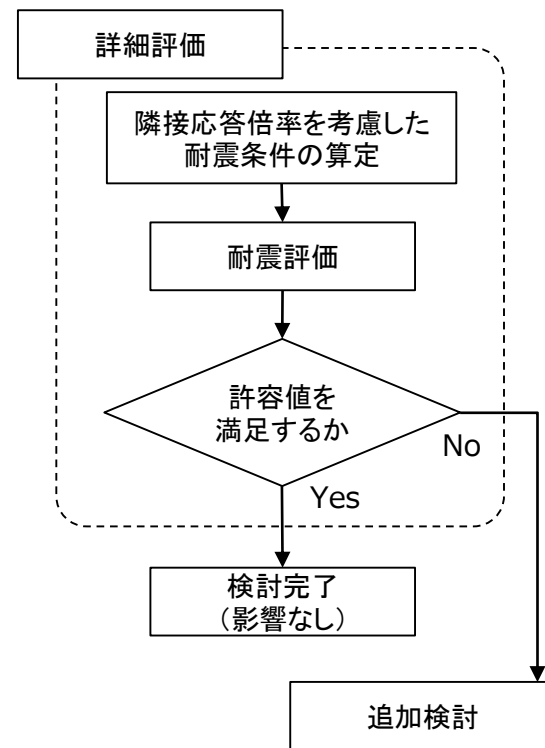 詳細評価
隣接応答倍率を考慮した
耐震条件の算定
耐震評価
許容値を
満足するか
No
Yes
検討完了
（影響なし）
追加検討